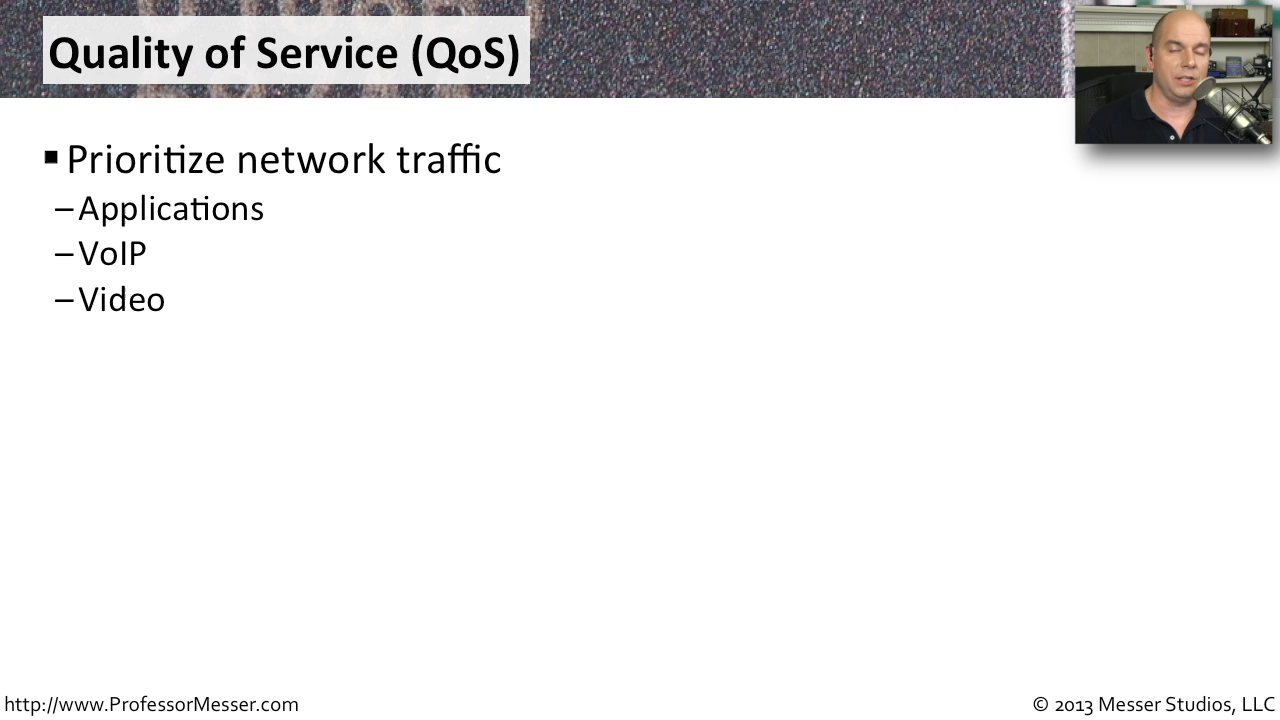 Quality of Service (QoS)
▪ Prioritize network traffic
– Applications
– VoIP
– Video
http://www.ProfessorMesser.com
© 2013 Messer Studios, LLC